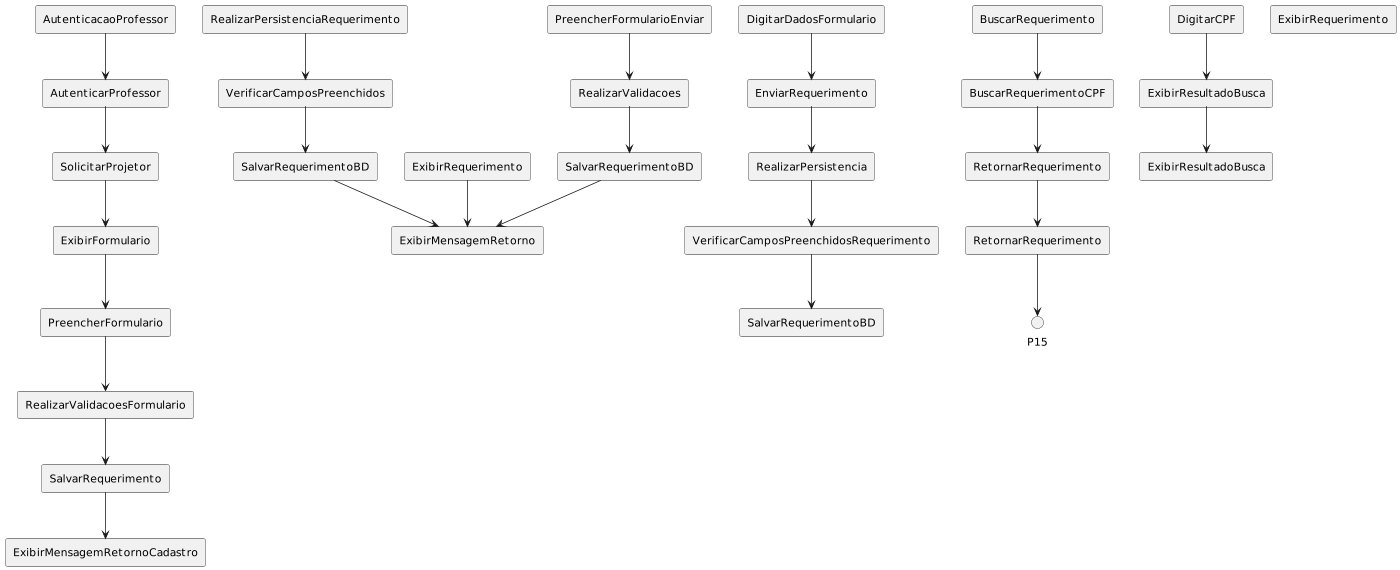 AutenticacaoProfessor
RealizarPersistenciaRequerimento
PreencherFormularioEnviar
DigitarDadosFormulario
BuscarRequerimento
DigitarCPF
ExibirRequerimento
AutenticarProfessor
VerificarCamposPreenchidos
RealizarValidacoes
EnviarRequerimento
BuscarRequerimentoCPF
ExibirResultadoBusca
SolicitarProjetor
SalvarRequerimentoBD
ExibirRequerimento
SalvarRequerimentoBD
RealizarPersistencia
RetornarRequerimento
ExibirResultadoBusca
ExibirFormulario
ExibirMensagemRetorno
VerificarCamposPreenchidosRequerimento
RetornarRequerimento
PreencherFormulario
SalvarRequerimentoBD
P15
RealizarValidacoesFormulario
SalvarRequerimento
ExibirMensagemRetornoCadastro